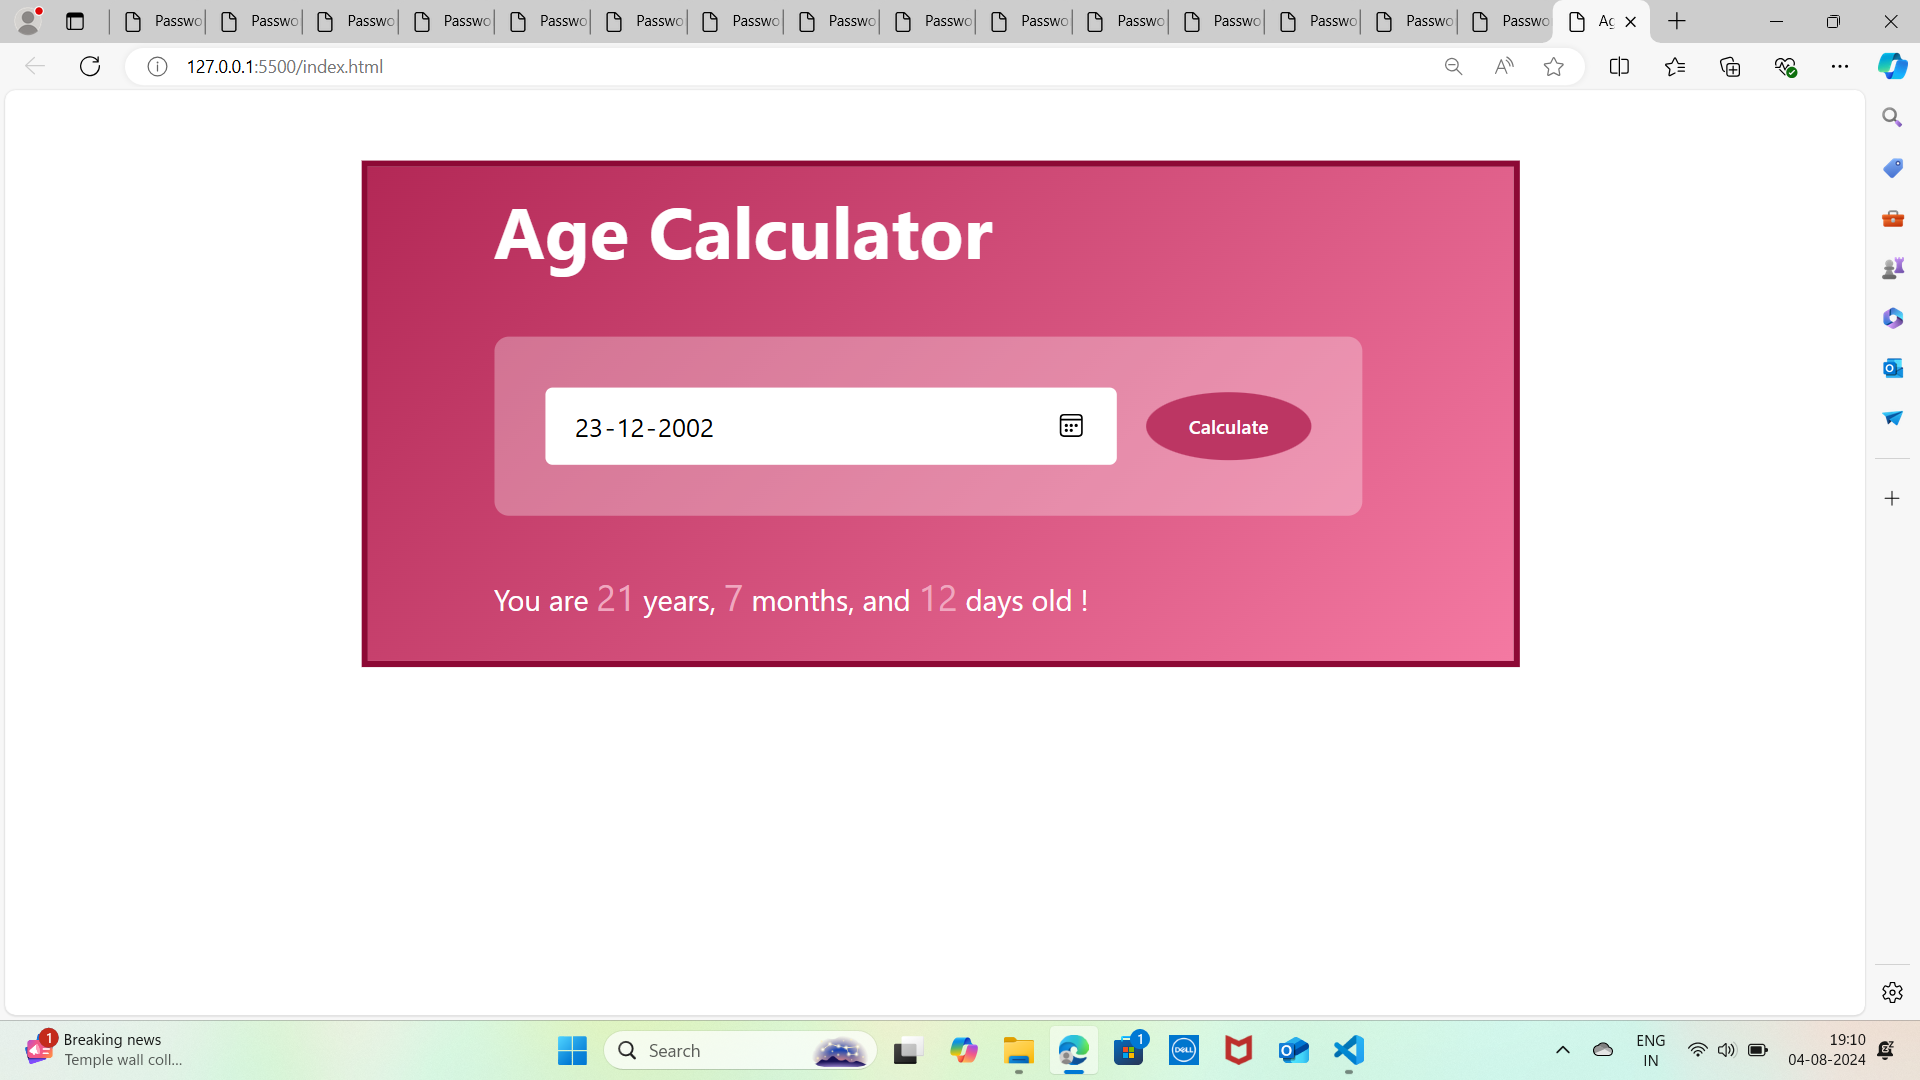 Passwo Passwo Passwo Passwo Passwo Passwo Passwo Passwo Passwo Passwo Passwo Passwo Passwo Passwo Passwo Ag
127.0.0.1:5500/index.html
Age Calculator
23-12-2002
Calculate
You are 21 years, 7 months, and 12 days old !
1
Breaking news
Temple wall coll...
Search
1
DELL
ENG
IN
19:10
04-08-2024